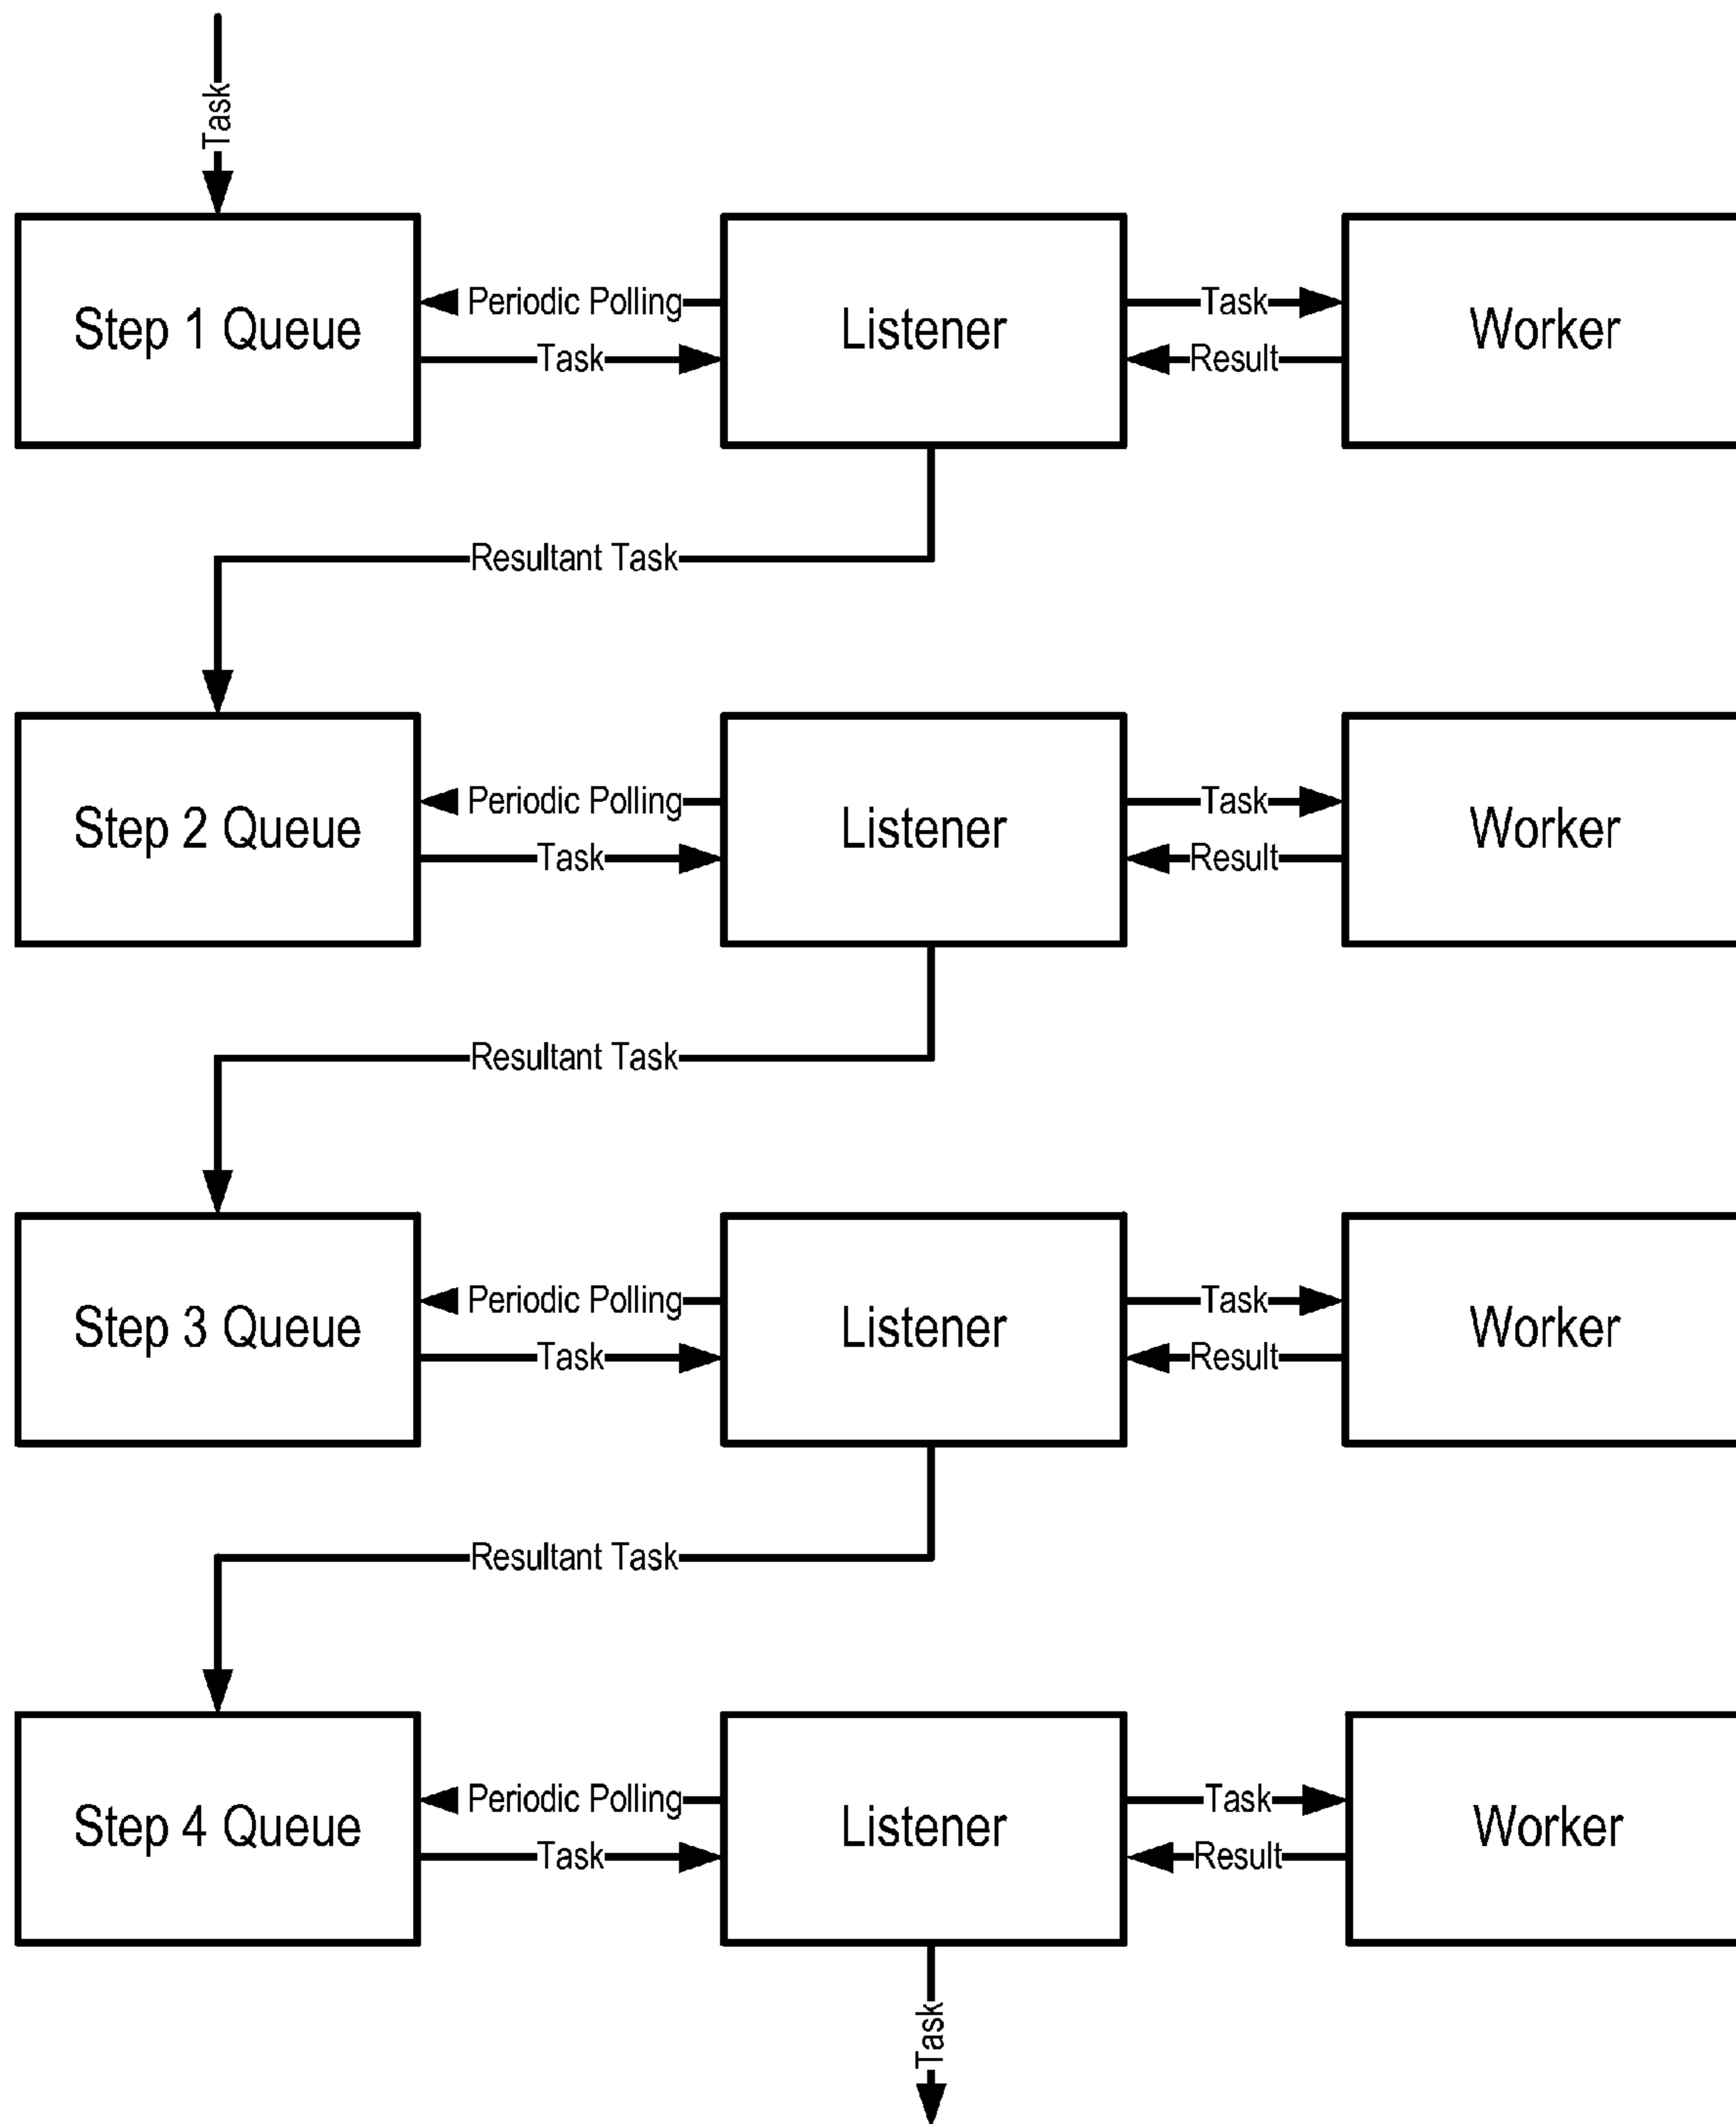 Task
Step 1 Queue
Periodic Polling
Task
Listener
Task
Result
Worker
Resultant Task
Step 2 Queue
Periodic Polling
Task
Listener
Task
Result
Worker
Resultant Task
Step 3 Queue
Periodic Polling
Task
Listener
Task
Result
Worker
Resultant Task
Step 4 Queue
Periodic Polling
Task
Listener
Task
Result
Worker
Task